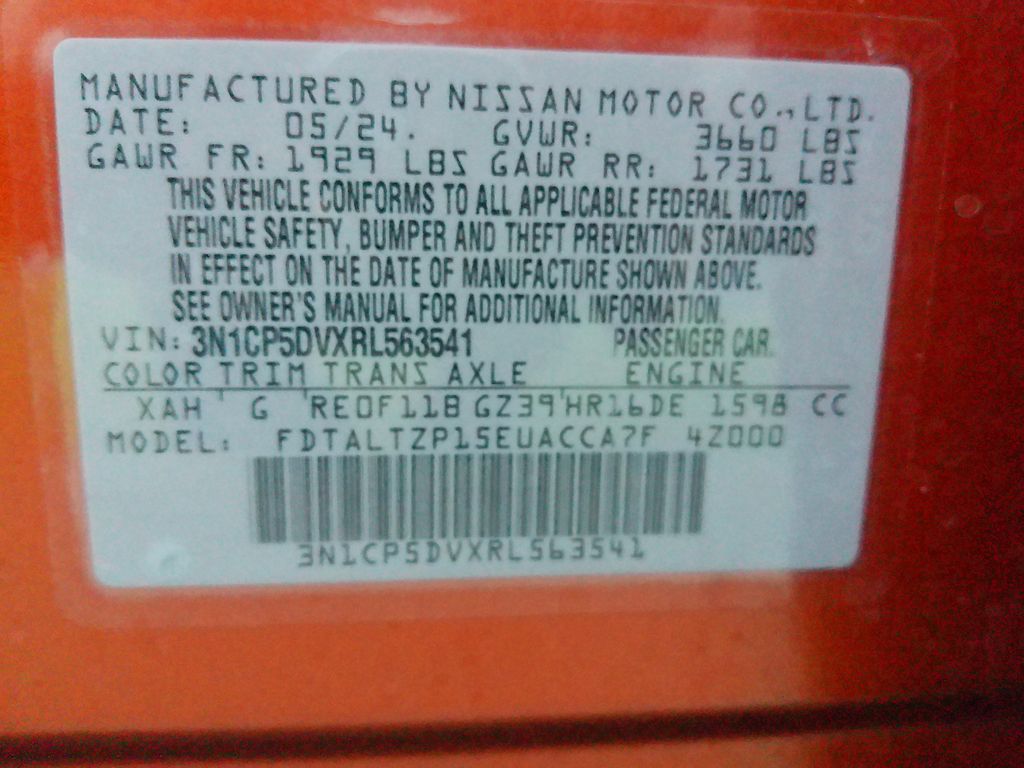 MANUFACTURED BY NISSAN MOTOR CO., LTD.
DATE: 05/24. GVWR: 3660 LBS
GAWR FR: 1929 LBS GAWR RR: 1731 LBS
THIS VEHICLE CONFORMS TO ALL APPLICABLE FEDERAL MOTOR
VEHICLE SAFETY, BUMPER AND THEFT PREVENTION STANDARDS
IN EFFECT ON THE DATE OF MANUFACTURE SHOWN ABOVE.
SEE OWNER'S MANUAL FOR ADDITIONAL INFORMATION.
VIN: 3N1CP5DVXRL563541 PASSENGER CAR
COLOR TRIM TRANS AXLE ENGINE
XAH ' G 'RE0F11B GZ39'HR16DE 1598 CC
MODEL: FDTALTZP15EUACCA7F 4Z000
3N1CP5DVXRL563541